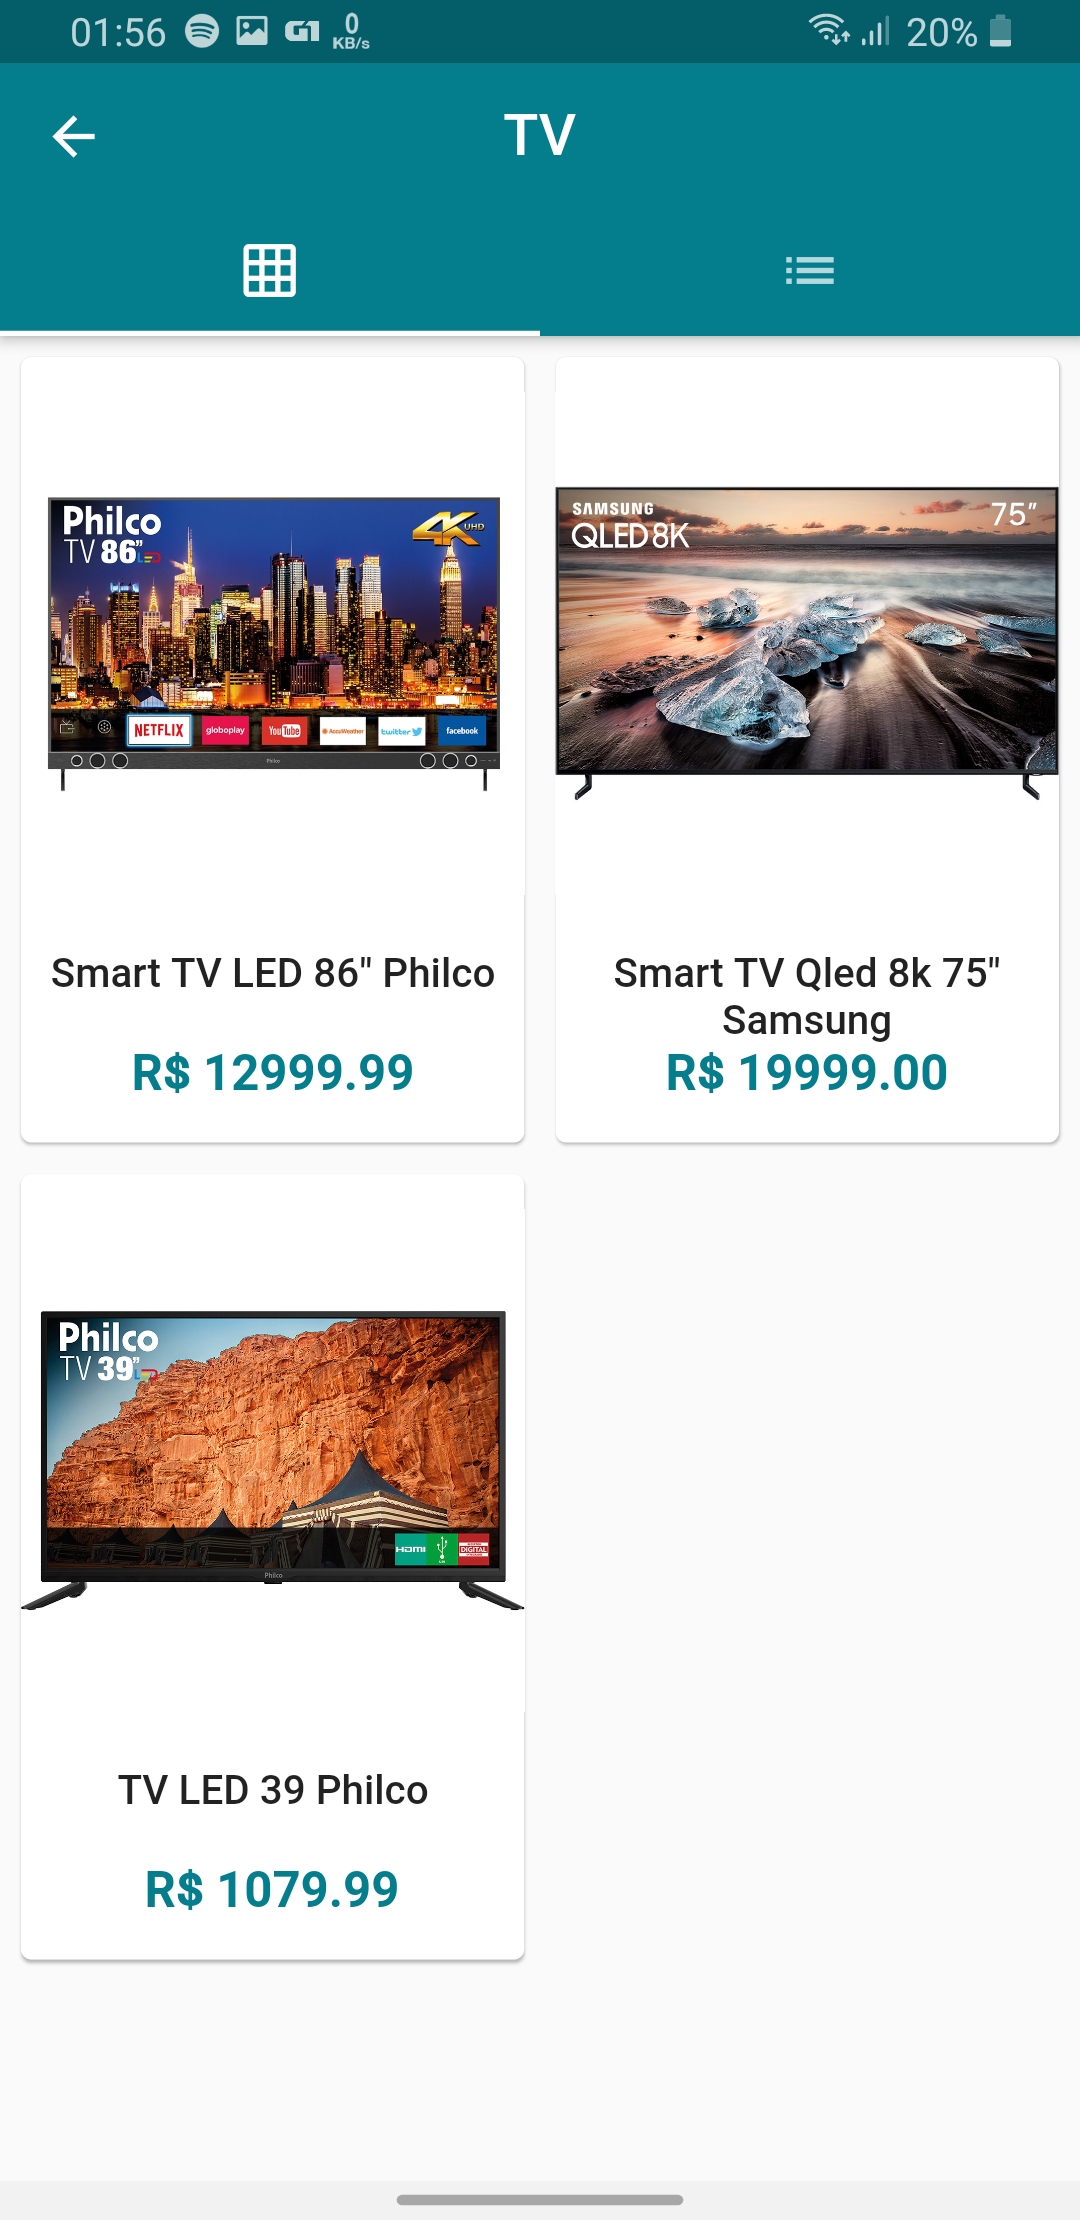 01:56
G1
0
KB/s
20%
TV
Philco
TV 86"
4K UHD
NETFLIX
globoplay
YouTube
AccuWeather
twitter
facebook
Philco
SAMSUNG
QLED 8K
75"
Smart TV LED 86" Philco
R$ 12999.99
Smart TV Qled 8k 75"
Samsung
R$ 19999.00
Philco
TV 39"
HDMI
DIGITAL
Philco
TV LED 39 Philco
R$ 1079.99